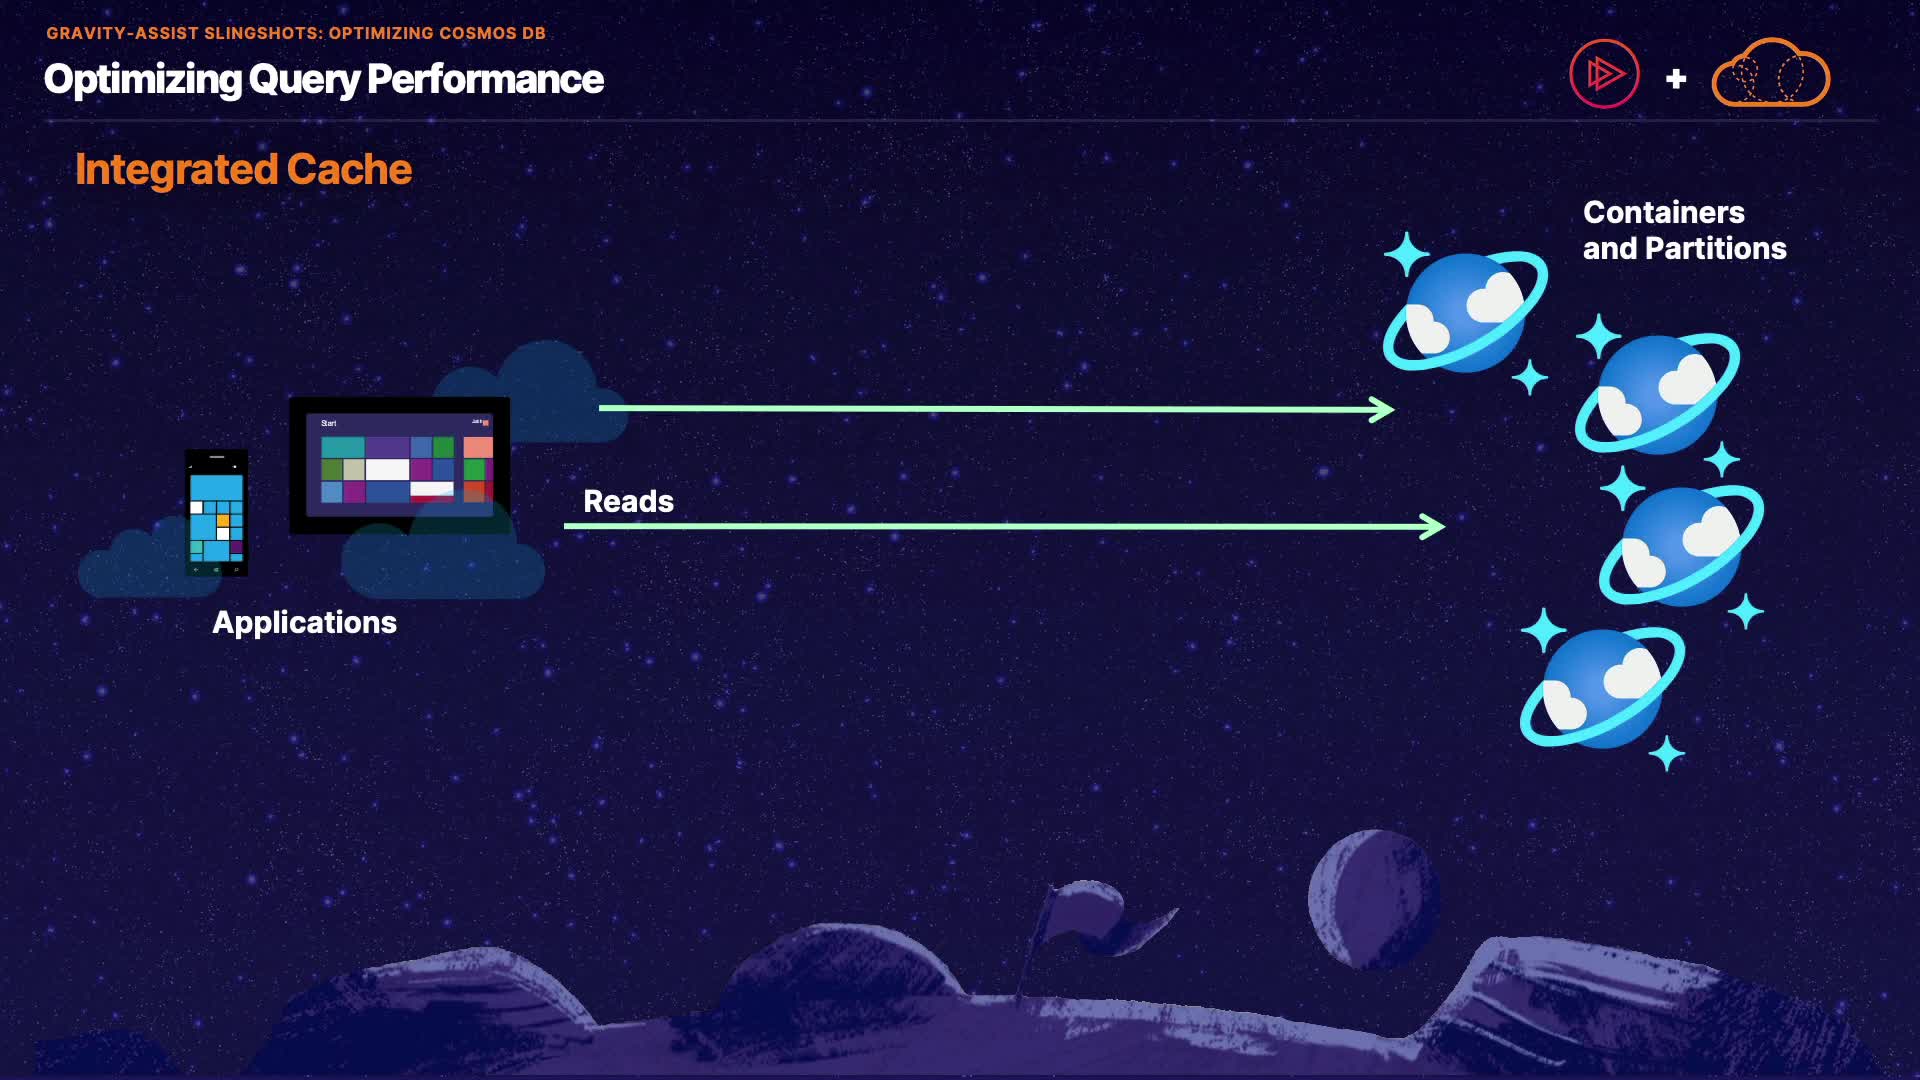 GRAVITY-ASSIST SLINGSHOTS: OPTIMIZING COSMOS DB
Optimizing Query Performance
Integrated Cache
Containers
and Partitions
Start
Reads
Applications